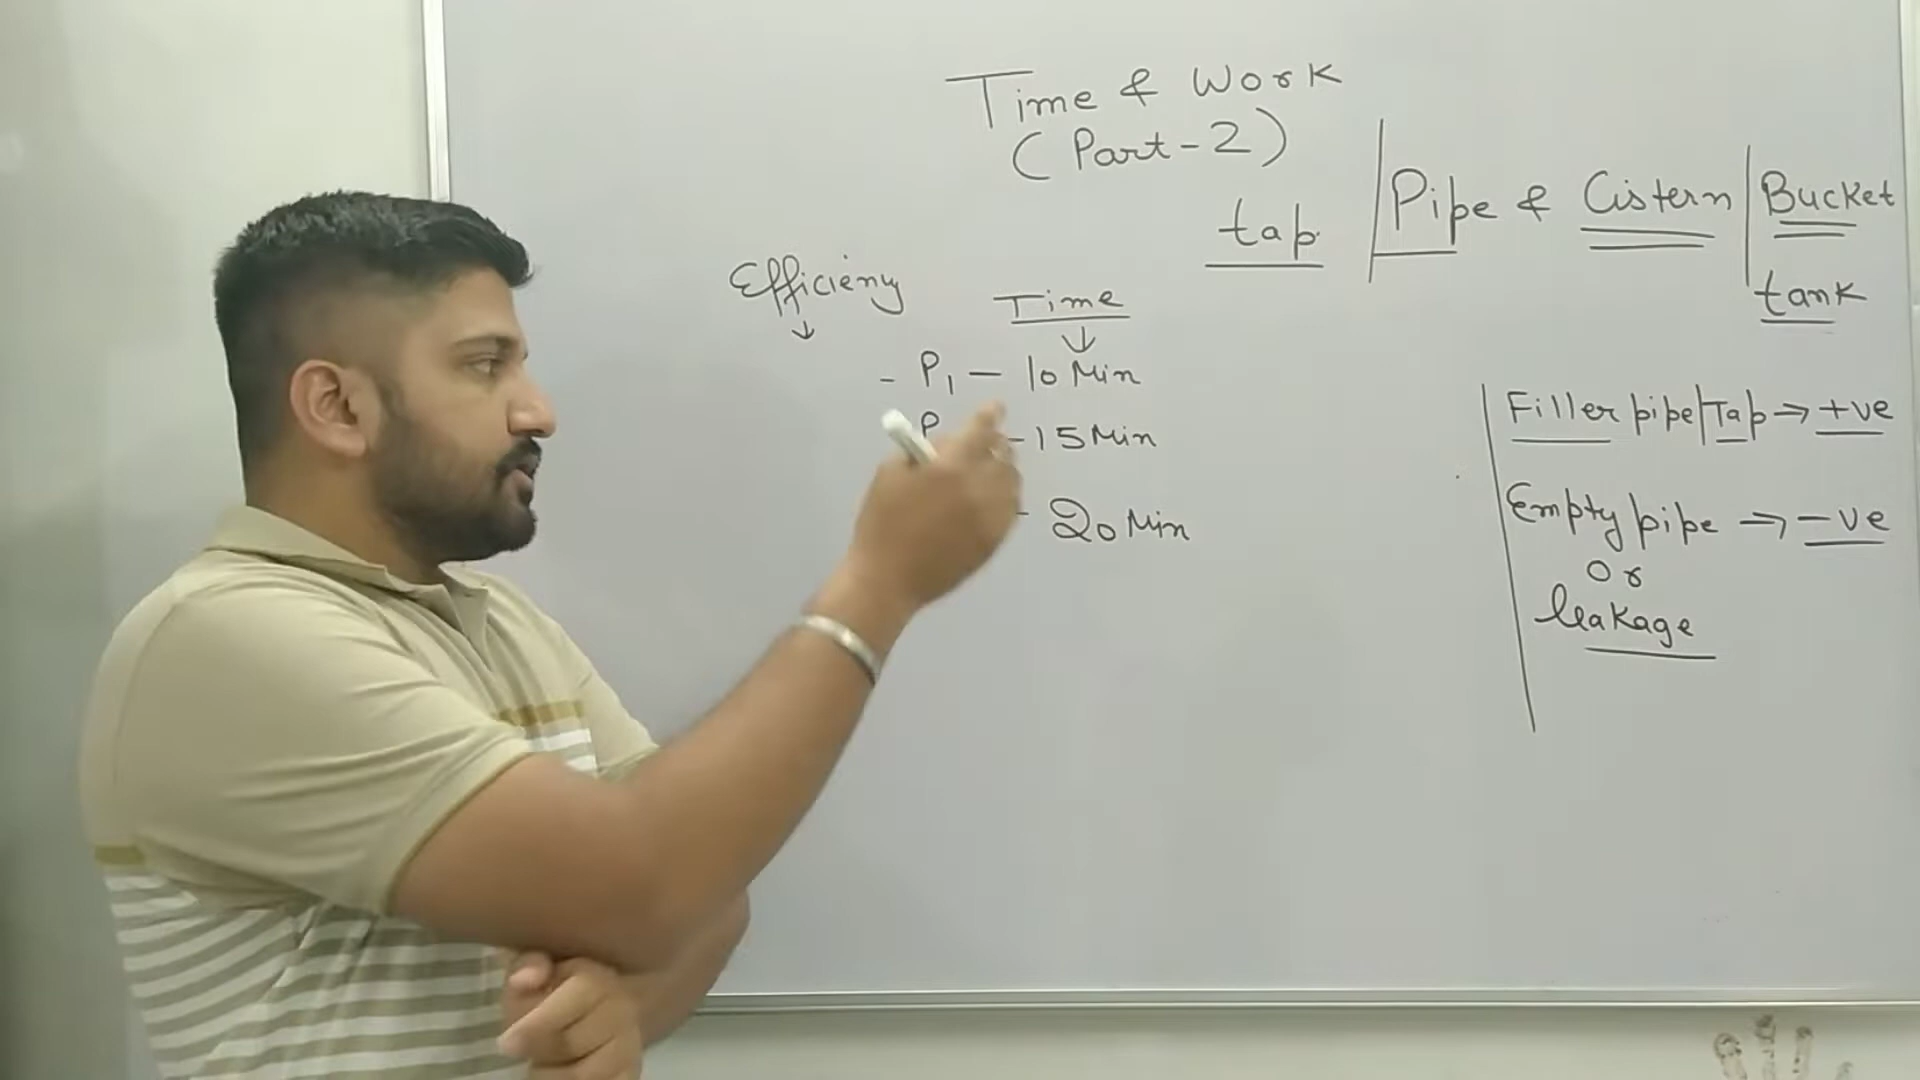 Time & Work
(Part-2)
tap | Pipe & Cistern | Bucket
tank
Efficieny
Time
- P1 - 10 Min
P - 15 Min
- 20 Min
Filler pipe|Tap → +ve
Empty pipe → -ve
Or
leakage